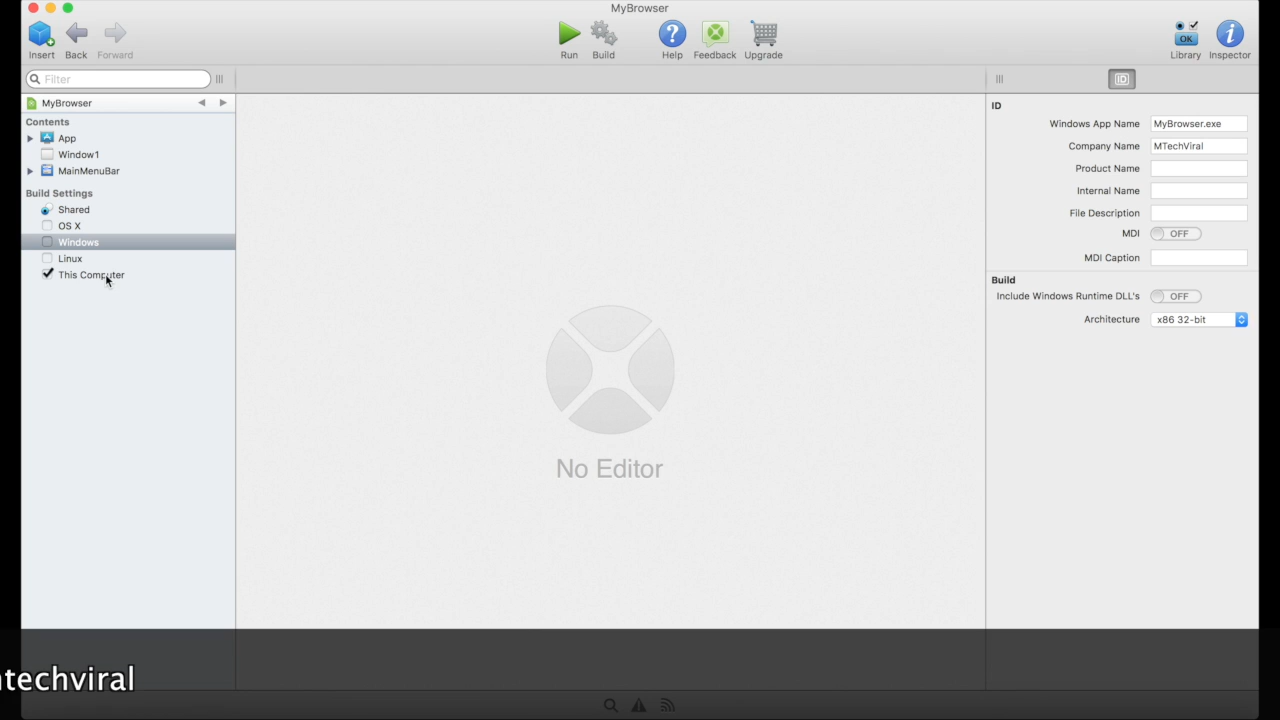 MyBrowser
Insert
Back
Forward
Run
Build
Help
Feedback
Upgrade
Library
OK
Inspector
Filter
ID
MyBrowser
Contents
App
Window1
MainMenuBar
Build Settings
Shared
OS X
Windows
Linux
This Computer
No Editor
ID
Windows App Name MyBrowser.exe
Company Name MTechViral
Product Name
Internal Name
File Description
MDI OFF
MDI Caption
Build
Include Windows Runtime DLL's OFF
Architecture x86 32-bit
techviral